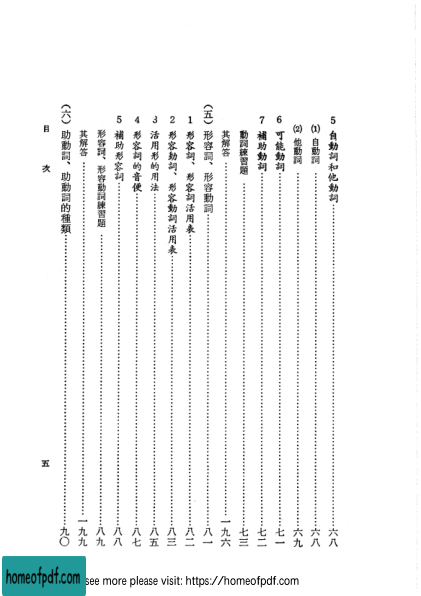 5 自動詞和他動詞……六八
(1) 自動詞……六八
(2) 他動詞……六九
6 可能動詞……七一
7 補助動詞……七二
動詞練習題……七三
其解答……一九六
(五) 形容詞、形容動詞……八一
1 形容詞、形容詞活用表……八二
2 形容動詞、形容動詞活用表……八三
3 活用形的用法……八五
4 形容詞的音便……八七
5 補助形容詞……八八
形容詞、形容動詞練習題……八九
其解答……一九九
(六) 助動詞、助動詞的種類……九〇
目次
五
homeofpdf.com
see more please visit: https://homeofpdf.com